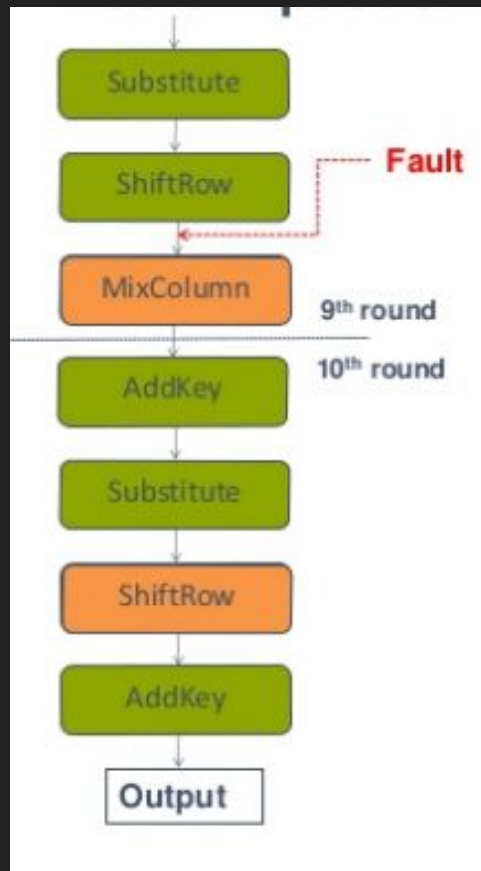 Substitute
ShiftRow
Fault
MixColumn
9th round
10th round
AddKey
Substitute
ShiftRow
AddKey
Output